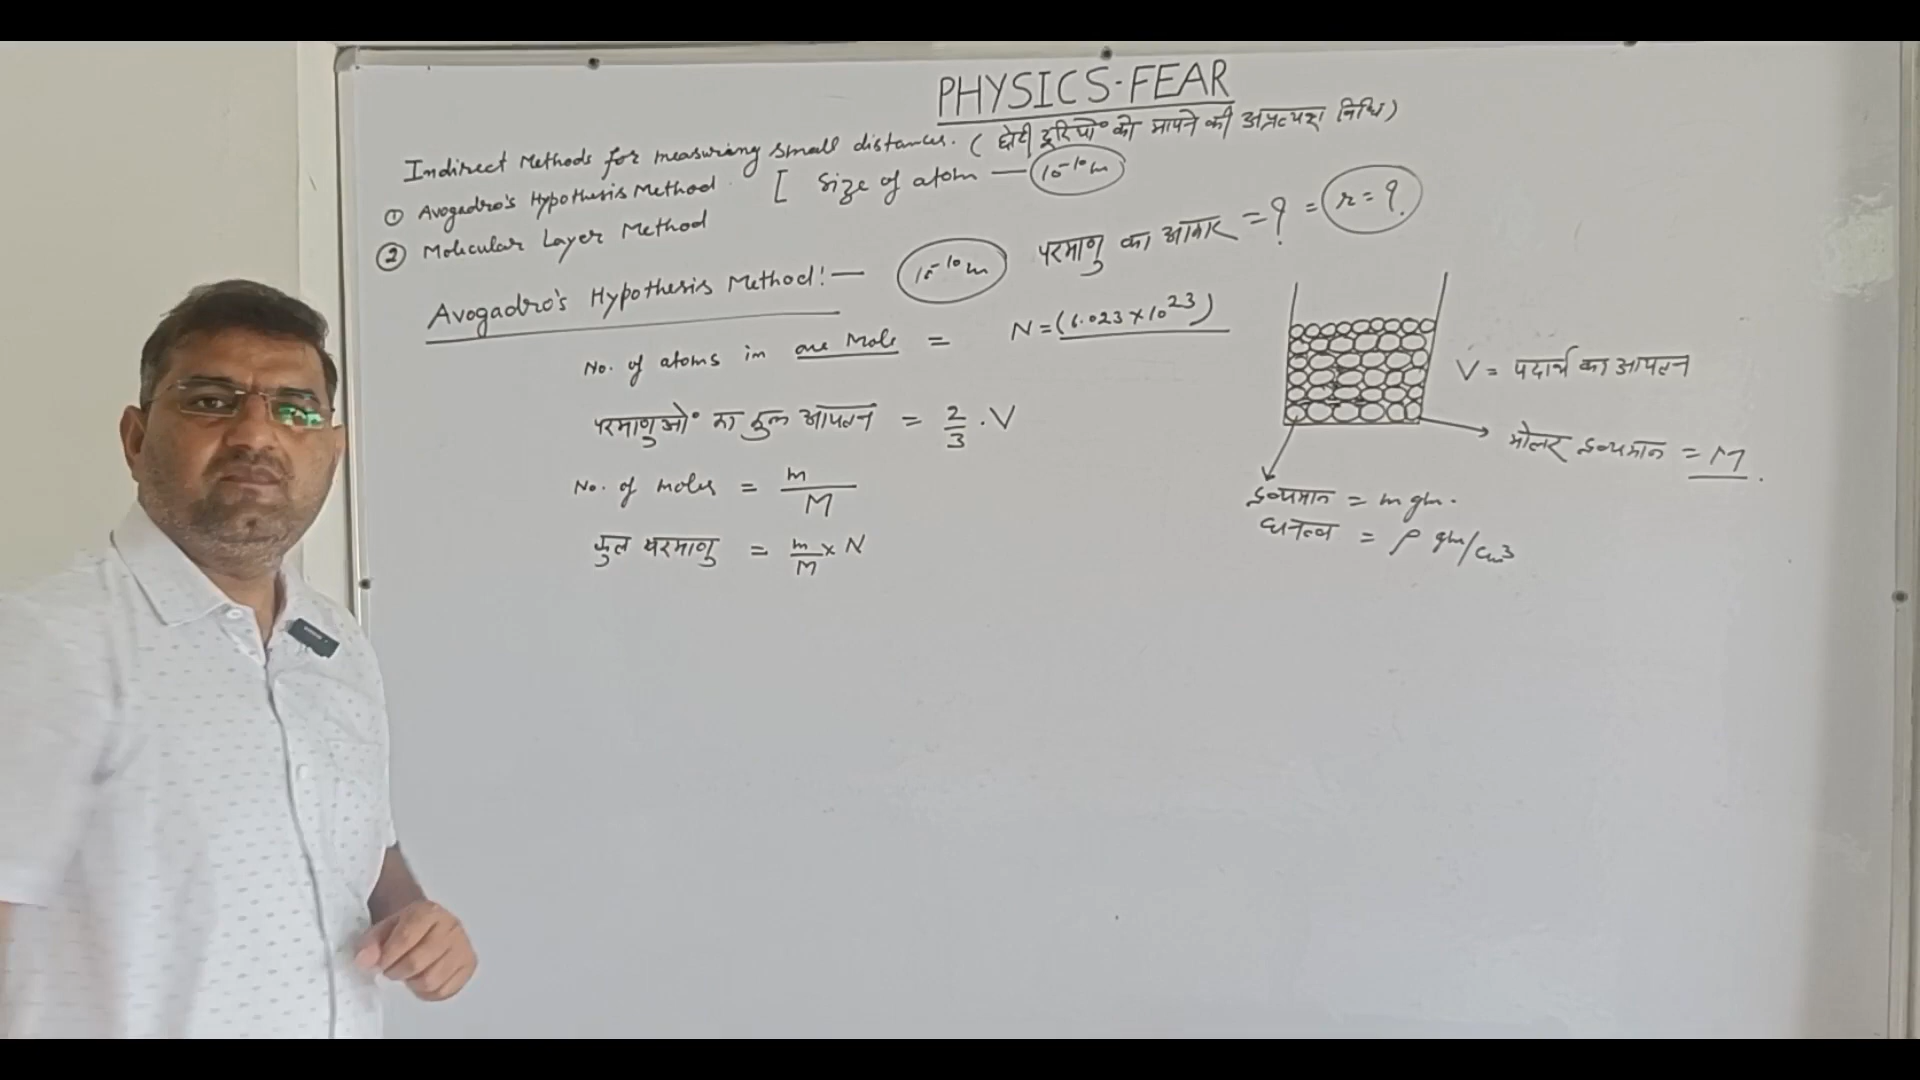 PHYSICS-FEAR
Indirect Methods for measuring small distances. (छोटी दूरियों को मापने की अप्रत्यक्ष विधि)
① Avogadro's Hypothesis Method. [ Size of atom — 10⁻¹⁰m
② Molicular Layer Method
परमाणु का आकार = ? = r = ?
Avogadro's Hypothesis Method:— 10⁻¹⁰m
No. of atoms in one Mole = N = (6.023 × 10²³)
परमाणुओं का कुल आयतन = 2/3 . V
No. of moles = m/M
कुल परमाणु = m/M × N
V = पदार्थ का आयतन
मोलर द्रव्यमान = M .
द्रव्यमान = m gm.
घनत्व = ρ gm/cm³